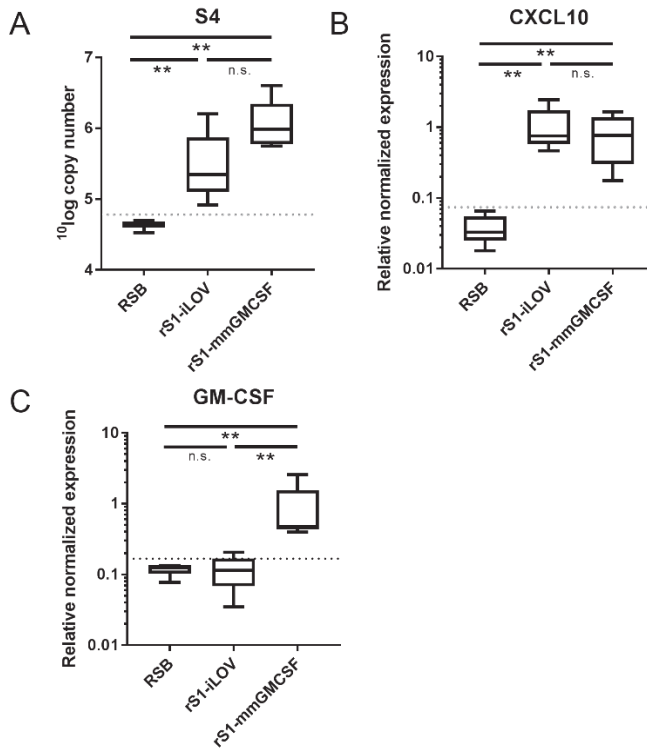 A
S4
**
**
n.s.
7
6
5
4
10log copy number
RSB
rS1-iLOV
rS1-mmGMCSF
B
CXCL10
**
**
n.s.
10
1
0.1
0.01
Relative normalized expression
RSB
rS1-iLOV
rS1-mmGMCSF
C
GM-CSF
**
n.s.
**
10
1
0.1
0.01
Relative normalized expression
RSB
rS1-iLOV
rS1-mmGMCSF